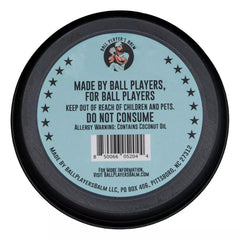 BALL PLAYER'S BALM
MADE BY BALL PLAYERS,
FOR BALL PLAYERS
KEEP OUT OF REACH OF CHILDREN AND PETS.
DO NOT CONSUME
ALLERGY WARNING: CONTAINS COCONUT OIL
8 50066 05204 4
FOR MORE INFORMATION,
VISIT BALLPLAYERSBALM.COM
MADE BY BALLPLAYERSBALM LLC, PO BOX 406, PITTSBORO, NC 27312